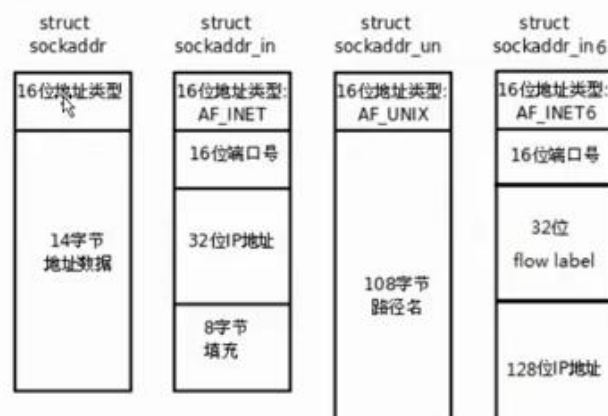 struct
sockaddr
16位地址类型
14字节
地址数据
struct
sockaddr_in
16位地址类型:
AF_INET
16位端口号
32位IP地址
8字节
填充
struct
sockaddr_un
16位地址类型:
AF_UNIX
108字节
路径名
struct
sockaddr_in6
16位地址类型:
AF_INET6
16位端口号
32位
flow label
128位IP地址